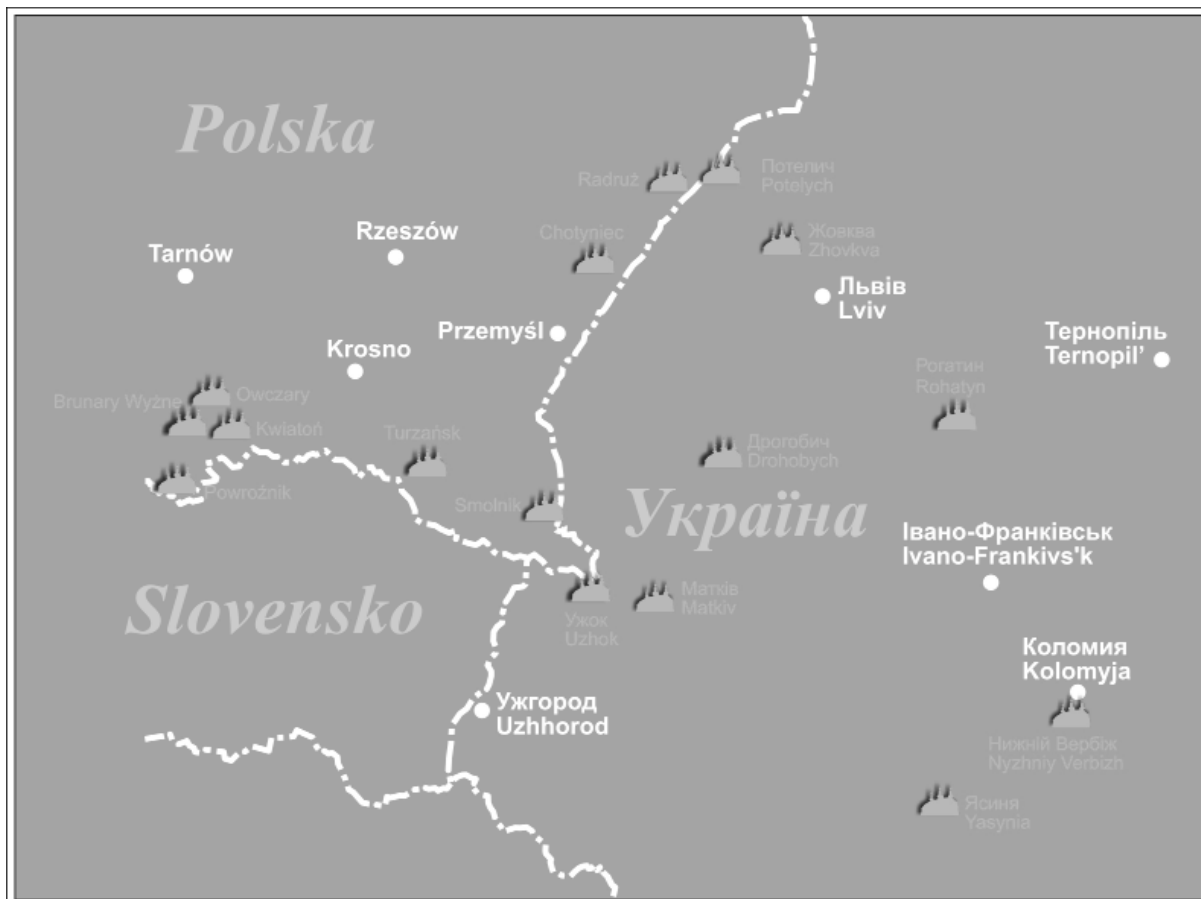 Polska
Radruż
Потелич
Potelych
Жовква
Zhovkva
Chotyniec
Rzeszów
Tarnów
Львів
Lviv
Przemyśl
Krosno
Тернопіль
Ternopil'
Рогатин
Rohatyn
Brunary Wyżne
Owczary
Kwiatoń
Turzańsk
Дрогобич
Drohobych
Powroźnik
Smolnik
Україна
Івано-Франківськ
Ivano-Frankivs'k
Slovensko
Ужок
Uzhok
Матків
Matkiv
Коломия
Kolomyja
Ужгород
Uzhhorod
Нижній Вербіж
Nyzhniy Verbizh
Ясиня
Yasynia